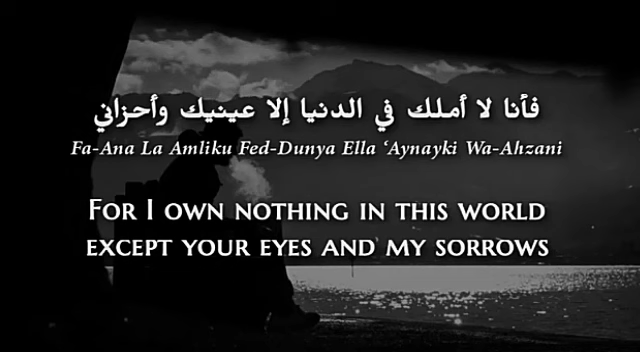 فأنا لا أملك في الدنيا إلا عينيك وأحزاني
Fa-Ana La Amliku Fed-Dunya Ella ‘Aynayki Wa-Ahzani
For I own nothing in this world
except your eyes and my sorrows